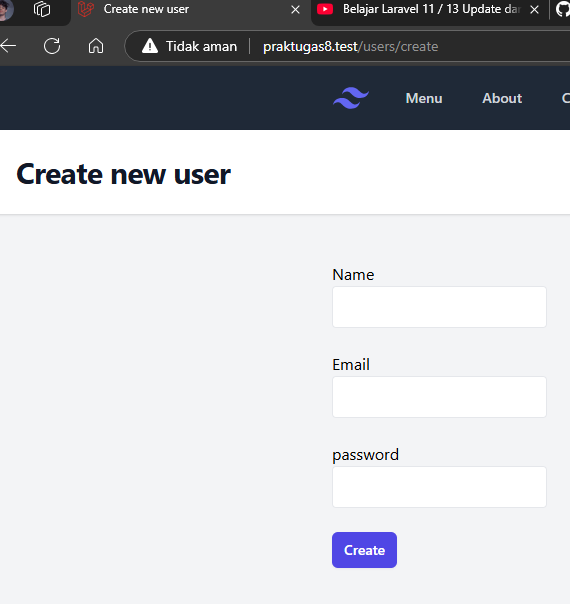 Create new user
Belajar Laravel 11 / 13 Update da
Tidak aman praktugas8.test/users/create
Menu About C
Create new user
Name
Email
password
Create